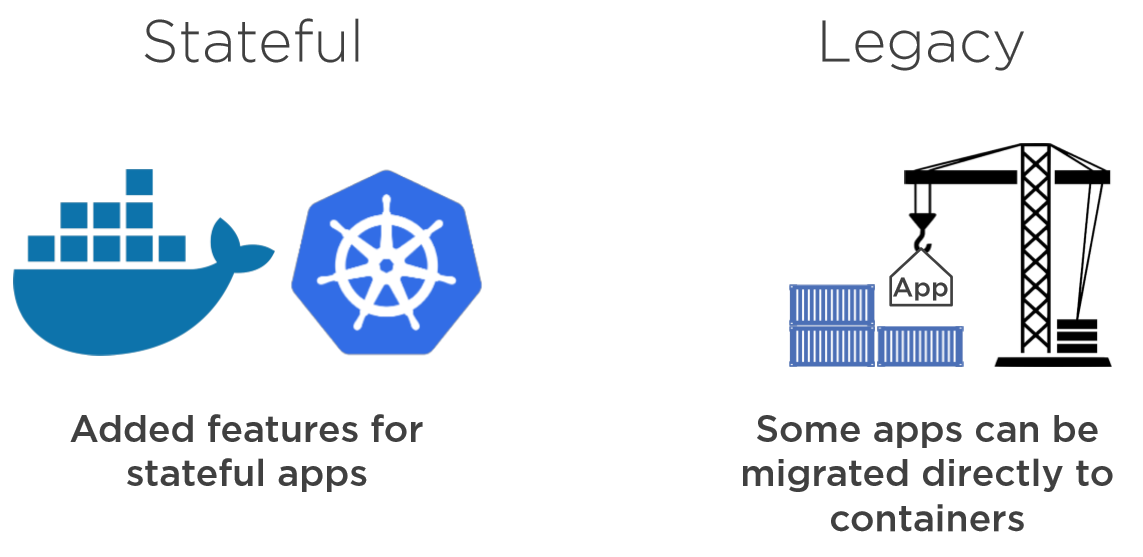 Stateful
Legacy
App
Added features for
stateful apps
Some apps can be
migrated directly to
containers